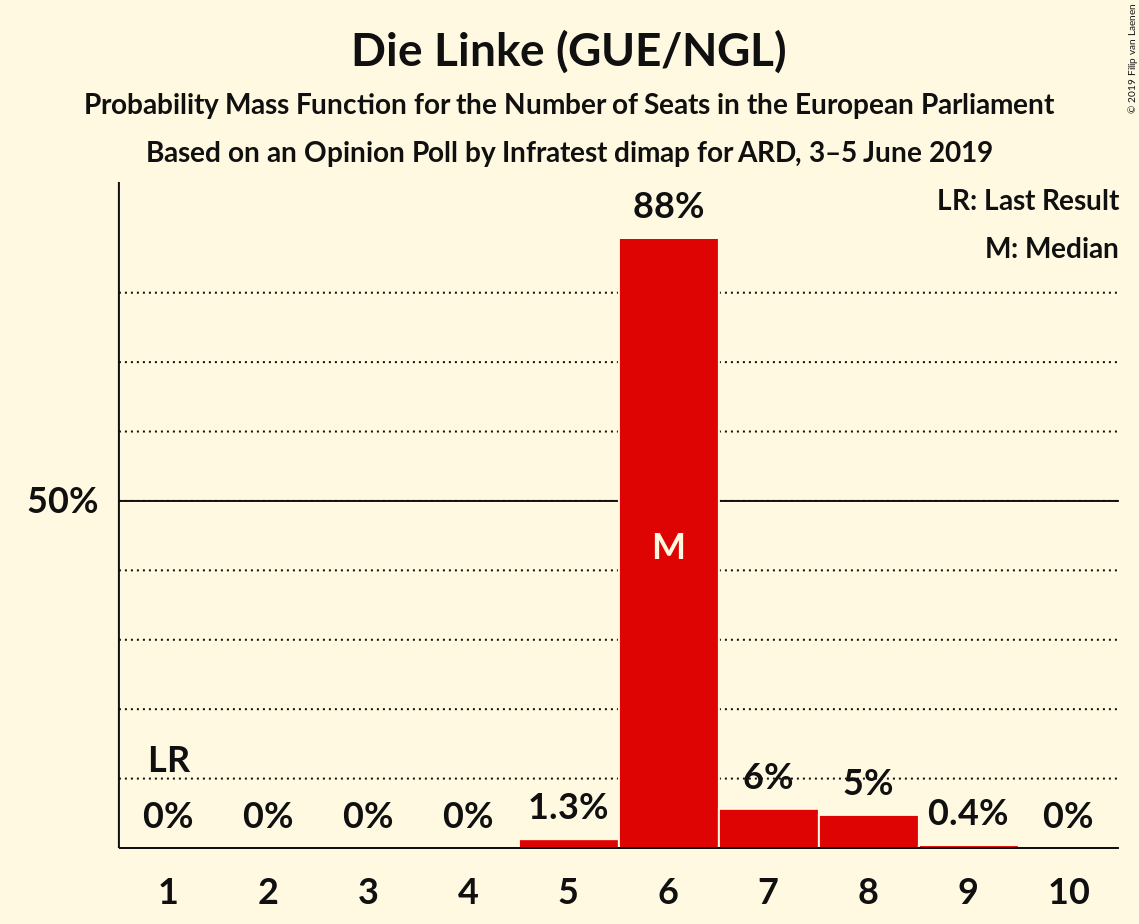 Die Linke (GUE/NGL)
Probability Mass Function for the Number of Seats in the European Parliament
Based on an Opinion Poll by Infratest dimap for ARD, 3–5 June 2019
© 2019 Filip van Laenen
LR: Last Result
M: Median
88%
50%
M
LR
0%
0%
0%
0%
1.3%
6%
5%
0.4%
0%
1
2
3
4
5
6
7
8
9
10